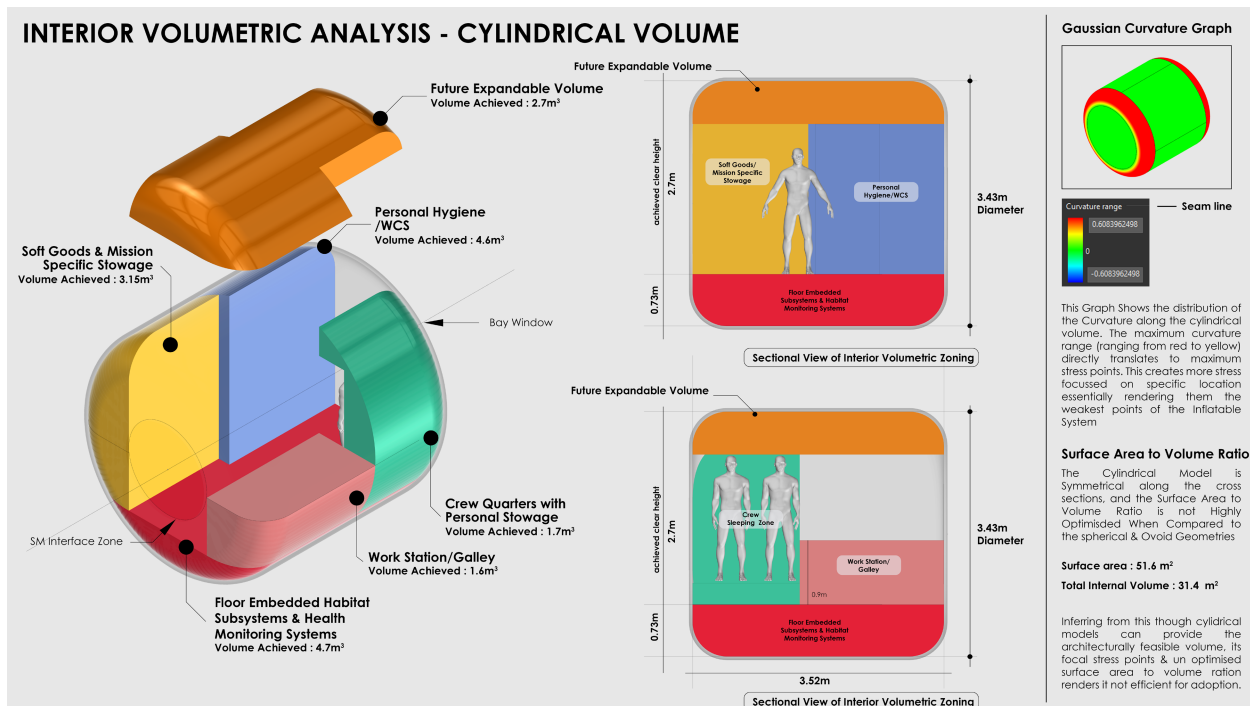 INTERIOR VOLUMETRIC ANALYSIS - CYLINDRICAL VOLUME
Future Expandable Volume
Volume Achieved : 2.7m³
Personal Hygiene
/WCS
Volume Achieved : 4.6m³
Soft Goods & Mission
Specific Stowage
Volume Achieved : 3.15m³
Bay Window
SM Interface Zone
Crew Quarters with
Personal Stowage
Volume Achieved : 1.7m³
Work Station/Galley
Volume Achieved : 1.6m³
Floor Embedded Habitat
Subsystems & Health
Monitoring Systems
Volume Achieved : 4.7m³
Future Expandable Volume
achieved clear height
2.7m
0.73m
Soft Goods/
Mission Specific
Stowage
Personal
Hygiene/WCS
Floor Embedded
Subsystems & Habitat
Monitoring Systems
3.43m
Diameter
Sectional View of Interior Volumetric Zoning
Future Expandable Volume
achieved clear height
2.7m
0.73m
Crew
Sleeping Zone
Work Station/
Galley
0.9m
Floor Embedded
Subsystems & Habitat
Monitoring Systems
3.43m
Diameter
3.52m
Sectional View of Interior Volumetric Zoning
Gaussian Curvature Graph
Curvature range
0.6083962498
0
-0.6083962498
Seam line
This Graph Shows the distribution of
the Curvature along the cylindrical
volume. The maximum curvature
range (ranging from red to yellow)
directly translates to maximum
stress points. This creates more stress
focussed on specific location
essentially rendering them the
weakest points of the Inflatable
System
Surface Area to Volume Ratio
The Cylindrical Model is
Symmetrical along the cross
sections, and the Surface Area to
Volume Ratio is not Highly
Optimisded When Compared to
the spherical & Ovoid Geometries
Surface area : 51.6 m²
Total Internal Volume : 31.4 m²
Inferring from this though cylidrical
models can provide the
architecturally feasible volume, its
focal stress points & un optimised
surface area to volume ration
renders it not efficient for adoption.